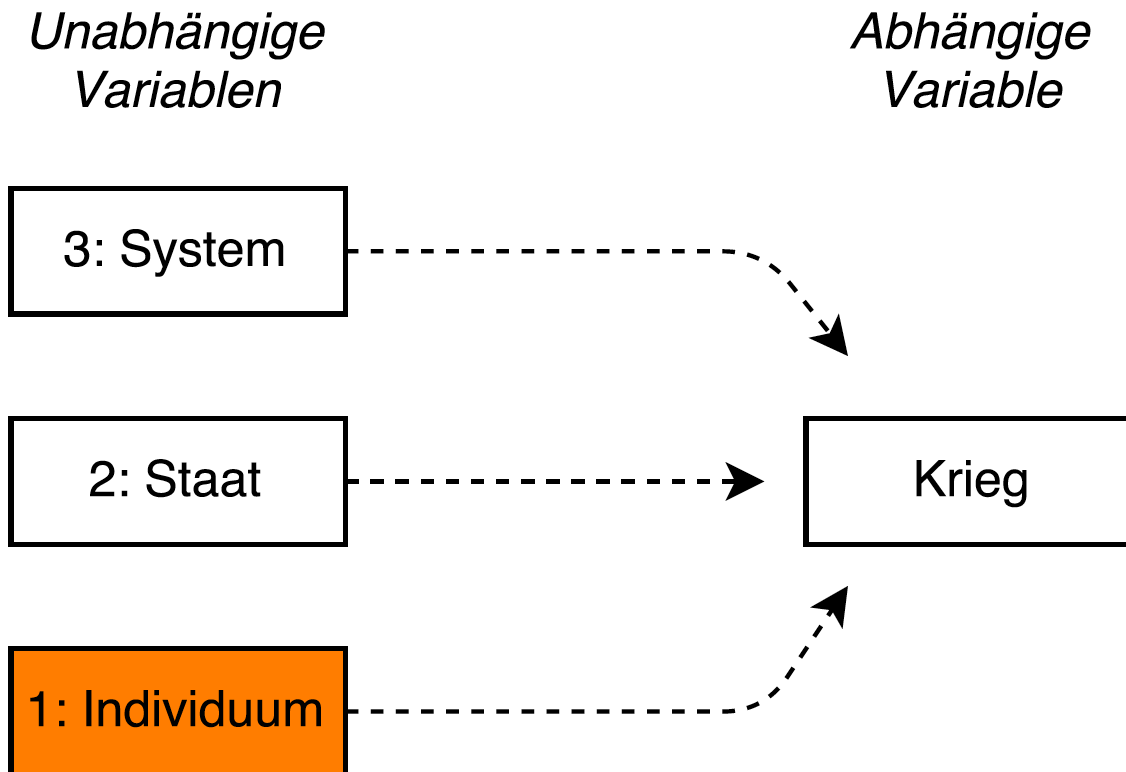 Unabhängige
Variablen
Abhängige
Variable
3: System
2: Staat
Krieg
1: Individuum